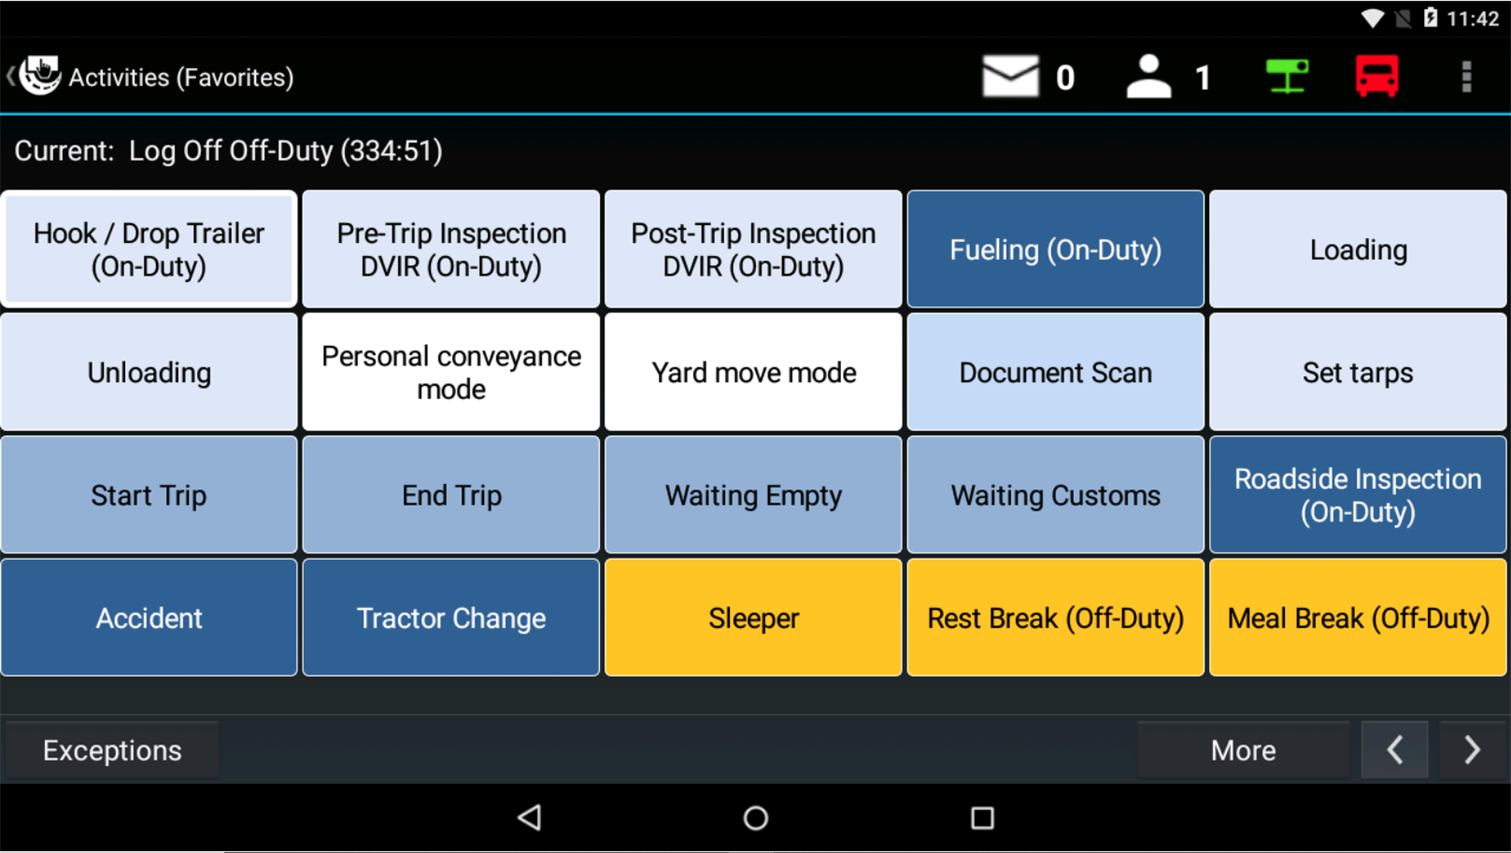 11:42
Activities (Favorites)
0
1
Current: Log Off Off-Duty (334:51)
Hook / Drop Trailer
(On-Duty)
Pre-Trip Inspection
DVIR (On-Duty)
Post-Trip Inspection
DVIR (On-Duty)
Fueling (On-Duty)
Loading
Unloading
Personal conveyance
mode
Yard move mode
Document Scan
Set tarps
Start Trip
End Trip
Waiting Empty
Waiting Customs
Roadside Inspection
(On-Duty)
Accident
Tractor Change
Sleeper
Rest Break (Off-Duty)
Meal Break (Off-Duty)
Exceptions
More